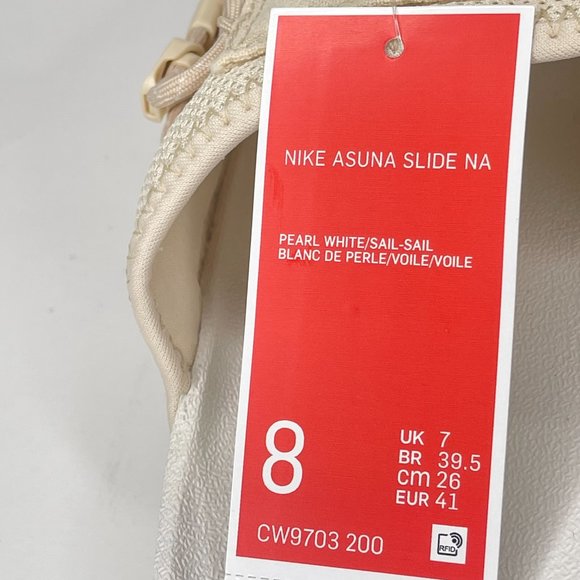 NIKE ASUNA SLIDE NA
PEARL WHITE/SAIL-SAIL
BLANC DE PERLE/VOILE/VOILE
8
UK 7
BR 39.5
cm 26
EUR 41
CW9703 200
RFID